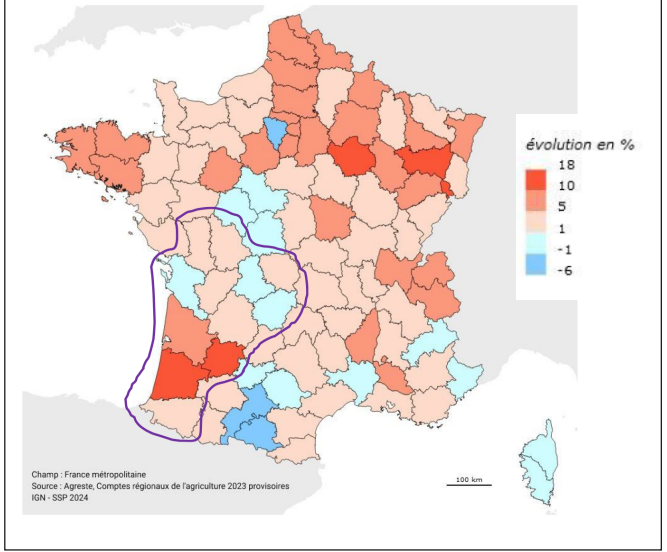 évolution en %
18
10
5
1
-1
-6
Champ : France métropolitaine
Source : Agreste, Comptes régionaux de l'agriculture 2023 provisoires
IGN - SSP 2024
100 km